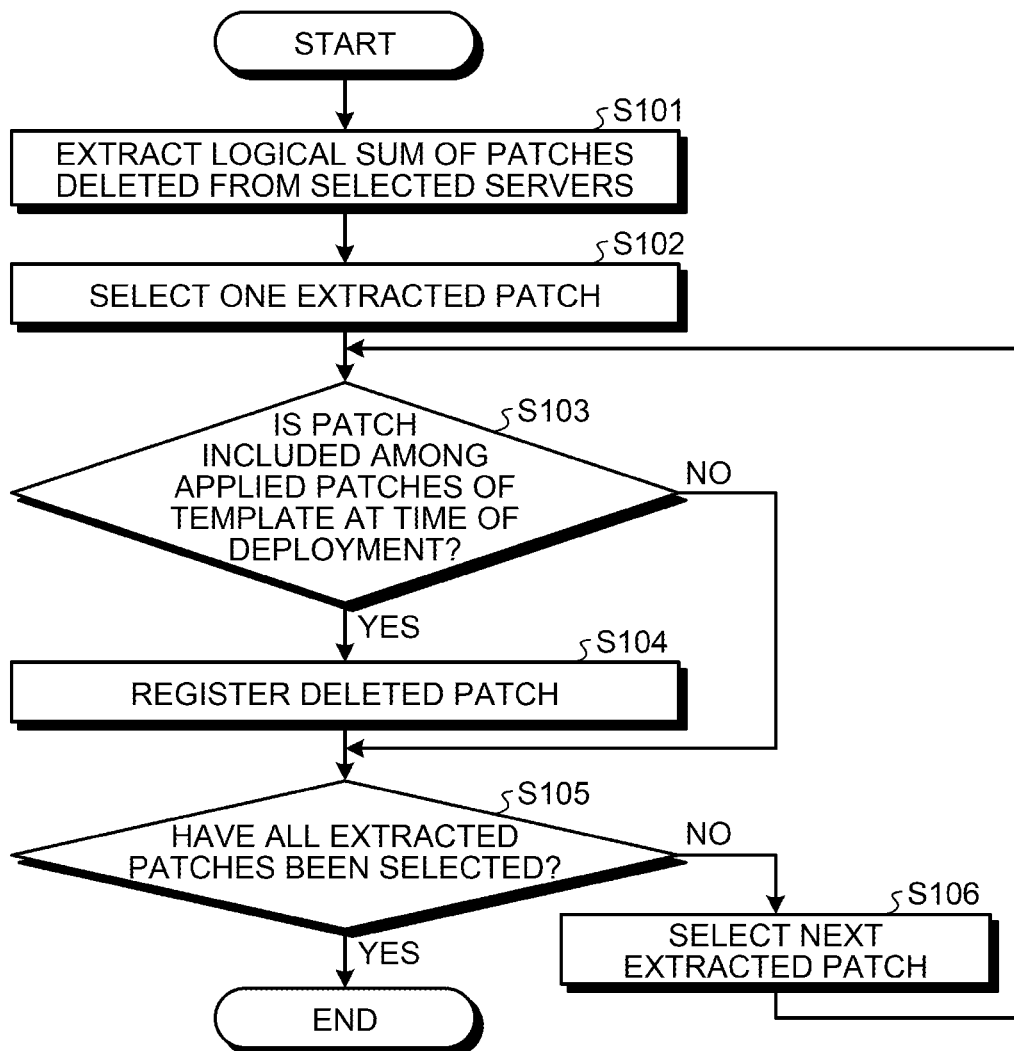 START
S101
EXTRACT LOGICAL SUM OF PATCHES
DELETED FROM SELECTED SERVERS
S102
SELECT ONE EXTRACTED PATCH
S103
IS PATCH
INCLUDED AMONG
APPLIED PATCHES OF
TEMPLATE AT TIME OF
DEPLOYMENT?
NO
YES
S104
REGISTER DELETED PATCH
S105
HAVE ALL EXTRACTED
PATCHES BEEN SELECTED?
NO
S106
SELECT NEXT
EXTRACTED PATCH
YES
END